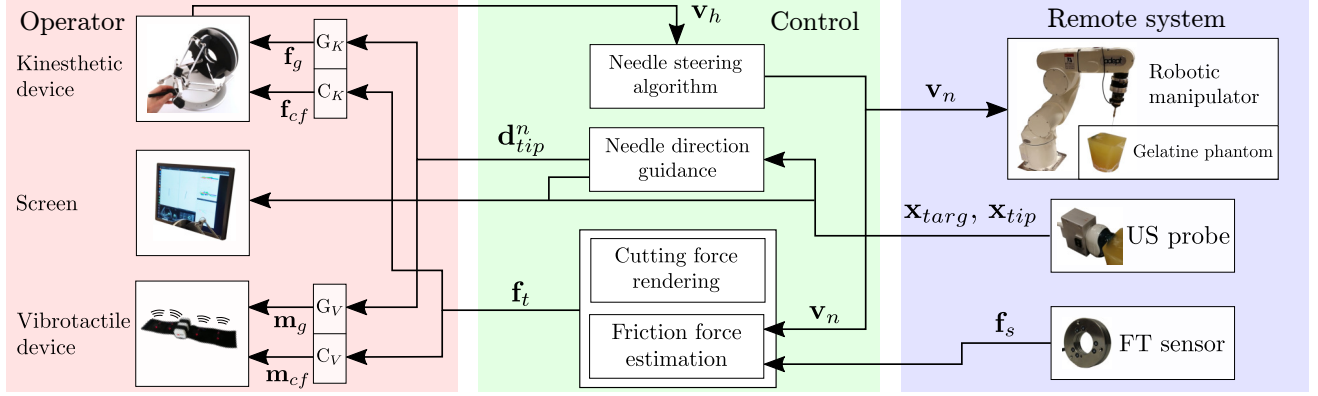 Operator
Control
Remote system
v_h
Kinesthetic
device
f_g
G_K
f_cf
C_K
Needle steering
algorithm
v_n
Robotic
manipulator
Gelatine phantom
d^n_tip
Needle direction
guidance
Screen
x_targ, x_tip
US probe
Cutting force
rendering
f_t
Vibrotactile
device
m_g
G_V
m_cf
C_V
v_n
Friction force
estimation
f_s
FT sensor